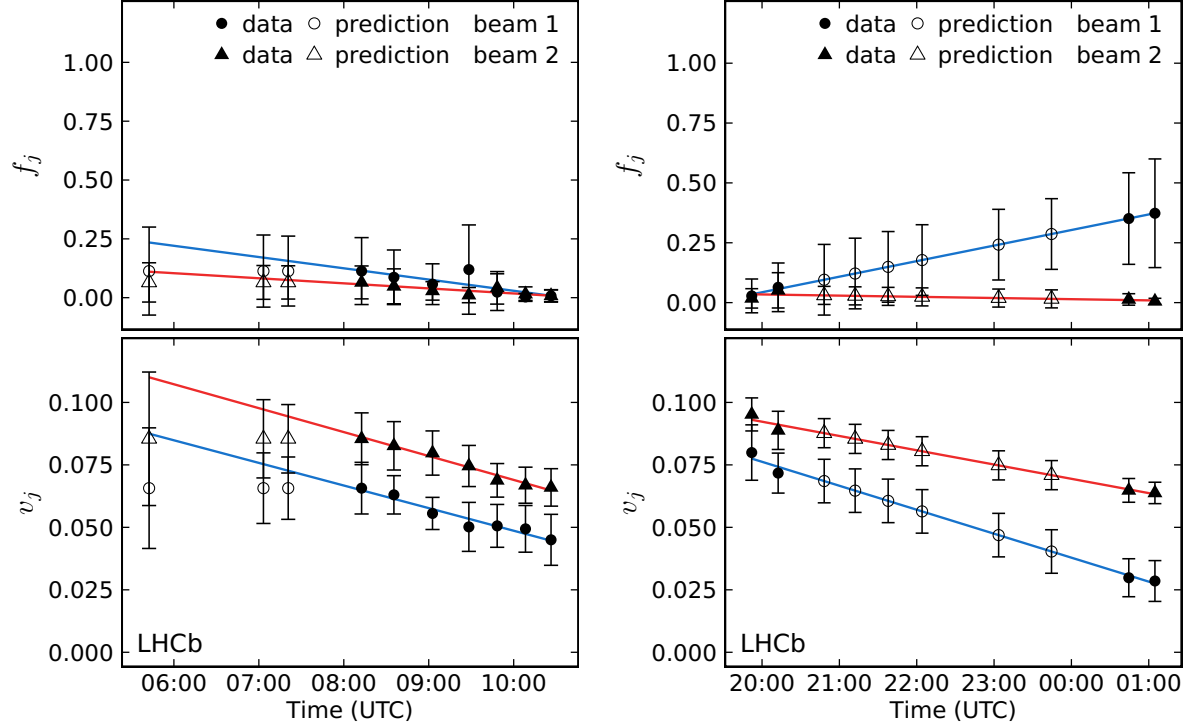 data prediction beam 1
data prediction beam 2
1.00
0.75
0.50
0.25
0.00
f_j
data prediction beam 1
data prediction beam 2
1.00
0.75
0.50
0.25
0.00
f_j
0.100
0.075
0.050
0.025
0.000
v_j
LHCb
06:00 07:00 08:00 09:00 10:00
Time (UTC)
0.100
0.075
0.050
0.025
0.000
v_j
LHCb
20:00 21:00 22:00 23:00 00:00 01:00
Time (UTC)